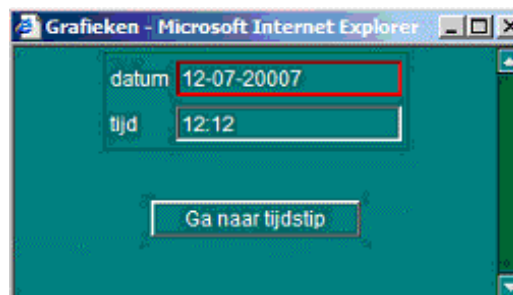 Grafieken - Microsoft Internet Explorer
datum 12-07-20007
tijd 12:12
Ga naar tijdstip